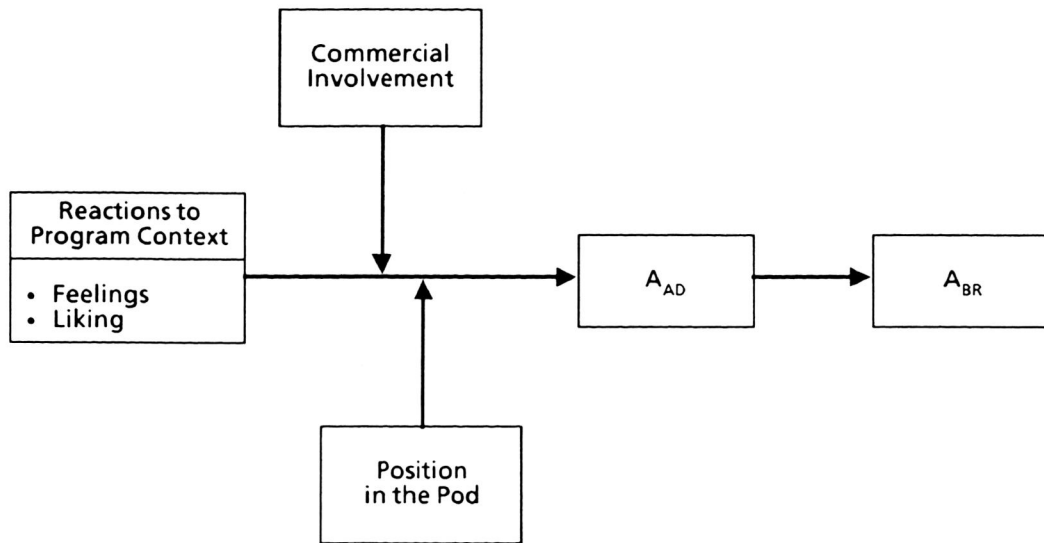 Commercial
Involvement
Reactions to
Program Context
• Feelings
• Liking
A_AD
A_BR
Position
in the Pod